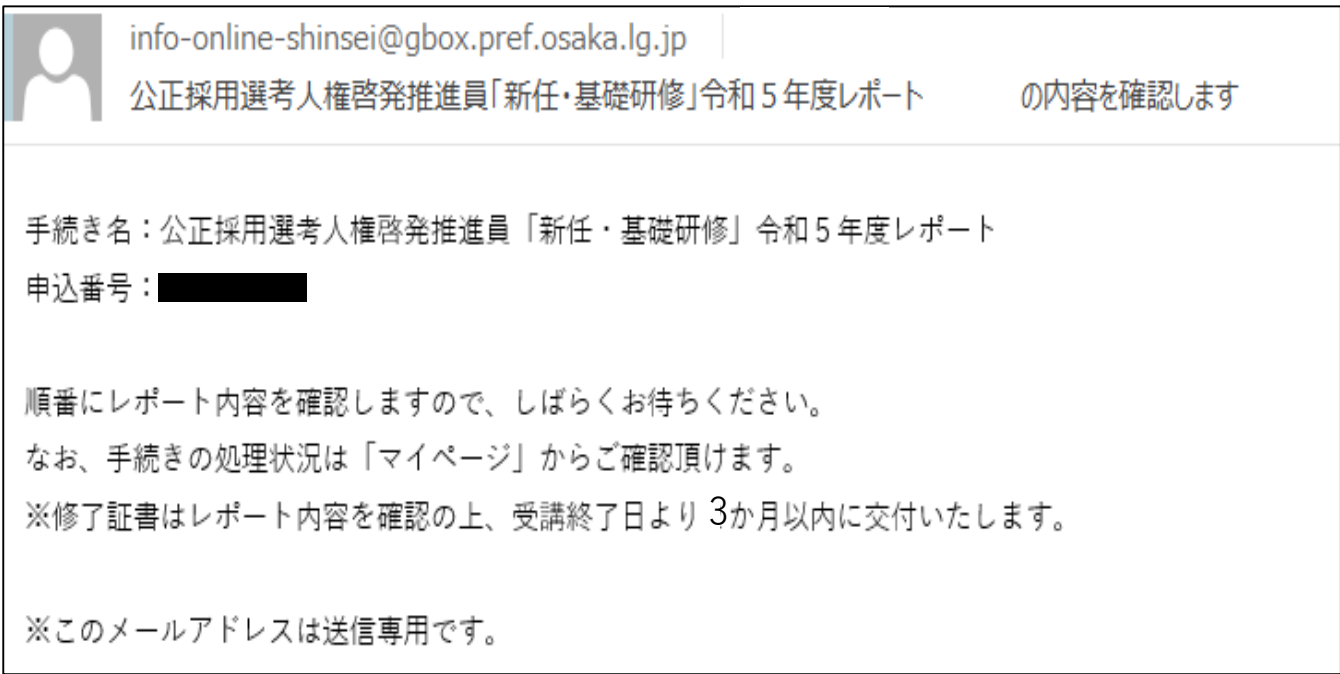 info-online-shinsei@gbox.pref.osaka.lg.jp
公正採用選考人権啓発推進員「新任・基礎研修」令和５年度レポート の内容を確認します
手続き名：公正採用選考人権啓発推進員「新任・基礎研修」令和５年度レポート
申込番号：
順番にレポート内容を確認しますので、しばらくお待ちください。
なお、手続きの処理状況は「マイページ」からご確認頂けます。
※修了証書はレポート内容を確認の上、受講終了日より３か月以内に交付いたします。
※このメールアドレスは送信専用です。